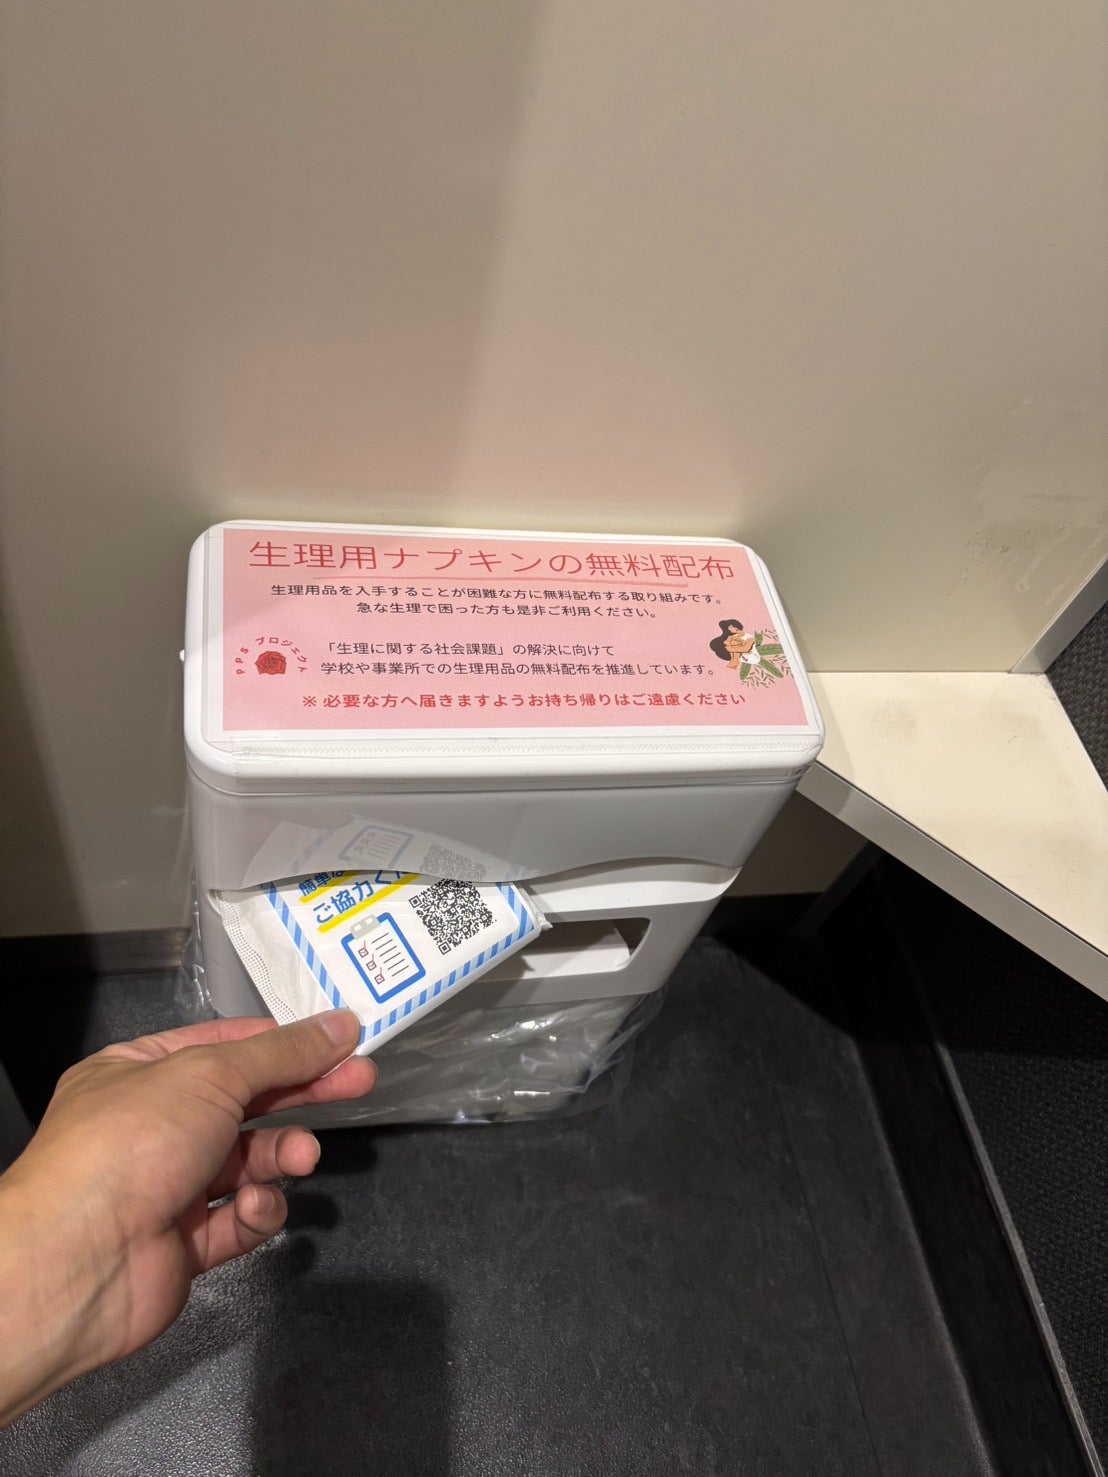 生理用ナプキンの無料配布
生理用品を入手することが困難な方に無料配布する取り組みです。
急な生理で困った方も是非ご利用ください。
PPS プロジェクト
「生理に関する社会課題」の解決に向けて
学校や事業所での生理用品の無料配布を推進しています。
※ 必要な方へ届きますようお持ち帰りはご遠慮ください
簡単な
ご協力く